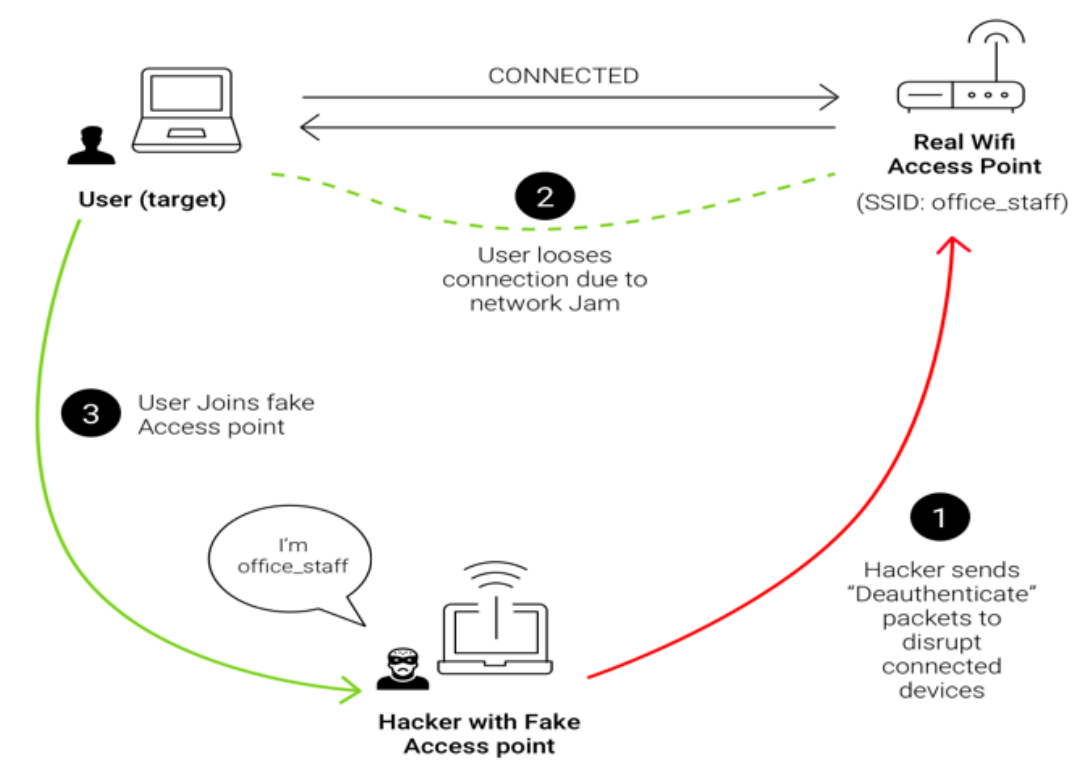 CONNECTED
Real Wifi
Access Point
(SSID: office_staff)
User (target)
2
User looses
connection due to
network Jam
3
User Joins fake
Access point
I'm
office_staff
1
Hacker sends
“Deauthenticate”
packets to
disrupt
connected
devices
Hacker with Fake
Access point